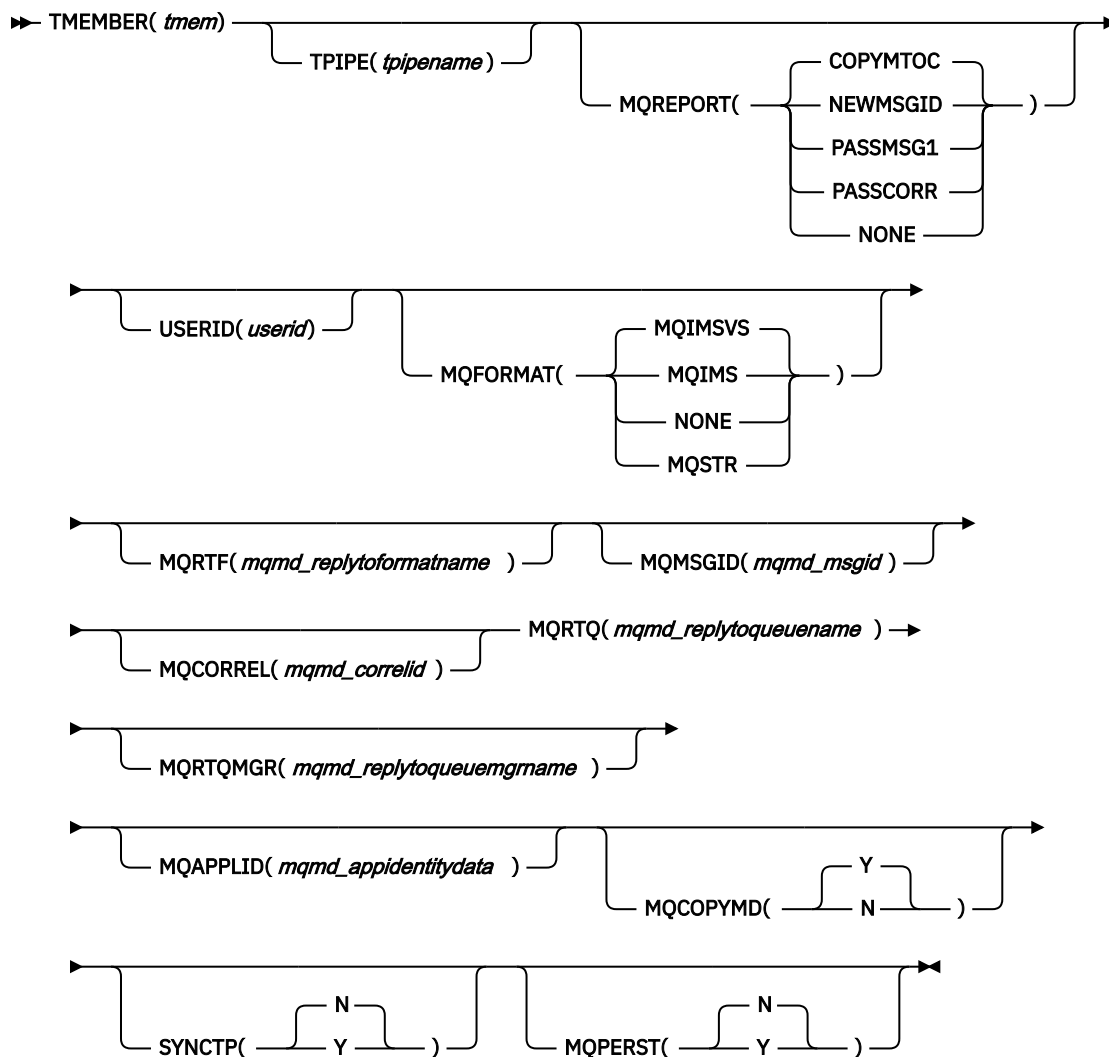 TMEMBER( tmem)
TPIPE( tpipename )
MQREPORT(
COPYMTOC
NEWMSGID
PASSMSG1
PASSCORR
NONE
)
USERID( userid)
MQFORMAT(
MQIMSVS
MQIMS
NONE
MQSTR
)
MQRTF( mqmd_replytoformatname )
MQMSGID( mqmd_msgid )
MQCORREL( mqmd_correlid )
MQRTQ( mqmd_replytoqueuename )
MQRTQMGR( mqmd_replytoqueuemgrname )
MQAPPLID( mqmd_appidentitydata )
MQCOPYMD(
Y
N
)
SYNCTP(
N
Y
)
MQPERST(
N
Y
)